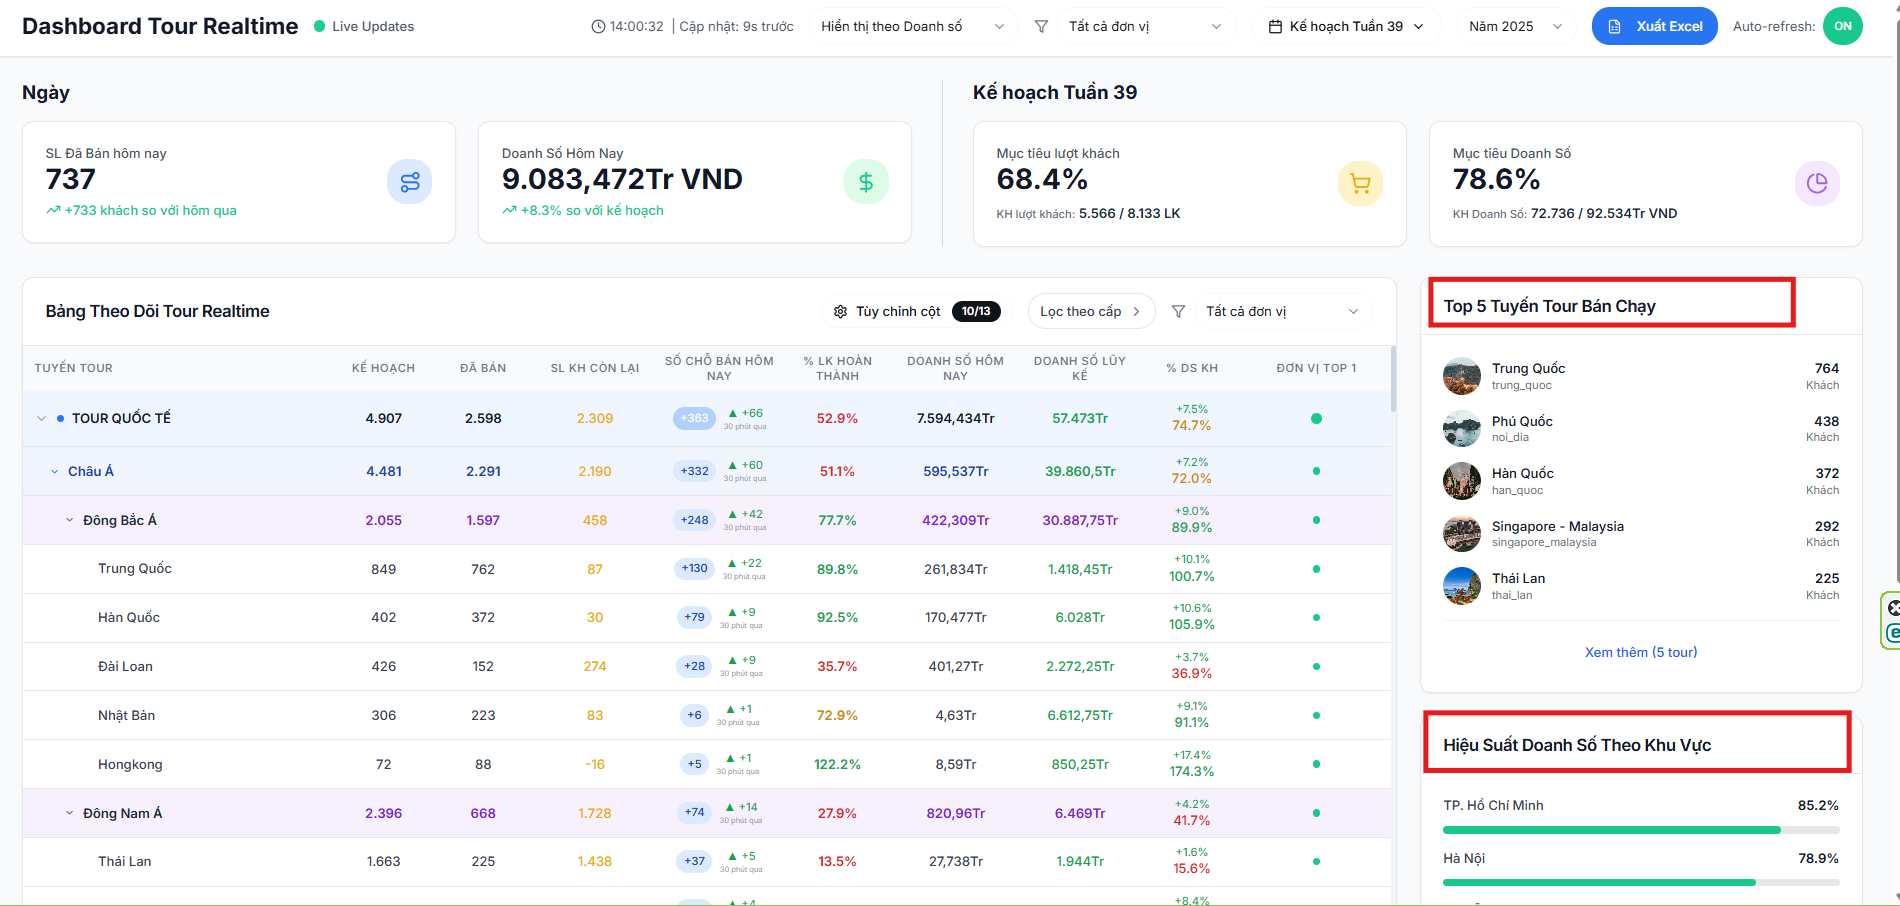 Dashboard Tour Realtime
Live Updates
14:00:32 | Cập nhật: 9s trước
Hiển thị theo Doanh số
Tất cả đơn vị
Kế hoạch Tuần 39
Năm 2025
Xuất Excel
Auto-refresh:
ON
Ngày
SL Đã Bán hôm nay
737
+733 khách so với hôm qua
Doanh Số Hôm Nay
9.083,472Tr VND
+8.3% so với kế hoạch
Kế hoạch Tuần 39
Mục tiêu lượt khách
68.4%
KH lượt khách: 5.566 / 8.133 LK
Mục tiêu Doanh Số
78.6%
KH Doanh Số: 72.736 / 92.534Tr VND
Bảng Theo Dõi Tour Realtime
Tùy chỉnh cột 10/13
Lọc theo cấp
Tất cả đơn vị
TUYẾN TOUR KẾ HOẠCH ĐÃ BÁN SL KH CÒN LẠI SỐ CHỖ BÁN HÔM NAY % LK HOÀN THÀNH DOANH SỐ HÔM NAY DOANH SỐ LŨY KẾ % DS KH ĐƠN VỊ TOP 1
TOUR QUỐC TẾ 4.907 2.598 2.309 +363 ▲ +66 30 phút qua 52.9% 7.594,434Tr 57.473Tr +7.5% 74.7%
Châu Á 4.481 2.291 2.190 +332 ▲ +60 30 phút qua 51.1% 595,537Tr 39.860,5Tr +7.2% 72.0%
Đông Bắc Á 2.055 1.597 458 +248 ▲ +42 30 phút qua 77.7% 422,309Tr 30.887,75Tr +9.0% 89.9%
Trung Quốc 849 762 87 +130 ▲ +22 30 phút qua 89.8% 261,834Tr 1.418,45Tr +10.1% 100.7%
Hàn Quốc 402 372 30 +79 ▲ +9 30 phút qua 92.5% 170,477Tr 6.028Tr +10.6% 105.9%
Đài Loan 426 152 274 +28 ▲ +9 30 phút qua 35.7% 401,27Tr 2.272,25Tr +3.7% 36.9%
Nhật Bản 306 223 83 +6 ▲ +1 30 phút qua 72.9% 4,63Tr 6.612,75Tr +9.1% 91.1%
Hongkong 72 88 -16 +5 ▲ +1 30 phút qua 122.2% 8,59Tr 850,25Tr +17.4% 174.3%
Đông Nam Á 2.396 668 1.728 +74 ▲ +14 30 phút qua 27.9% 820,96Tr 6.469Tr +4.2% 41.7%
Thái Lan 1.663 225 1.438 +37 ▲ +5 30 phút qua 13.5% 27,738Tr 1.944Tr +1.6% 15.6%
▲ +4 +8.4%
Top 5 Tuyến Tour Bán Chạy
Trung Quốc 764
trung_quoc Khách
Phú Quốc 438
noi_dia Khách
Hàn Quốc 372
han_quoc Khách
Singapore - Malaysia 292
singapore_malaysia Khách
Thái Lan 225
thai_lan Khách
Xem thêm (5 tour)
Hiệu Suất Doanh Số Theo Khu Vực
TP. Hồ Chí Minh 85.2%
Hà Nội 78.9%